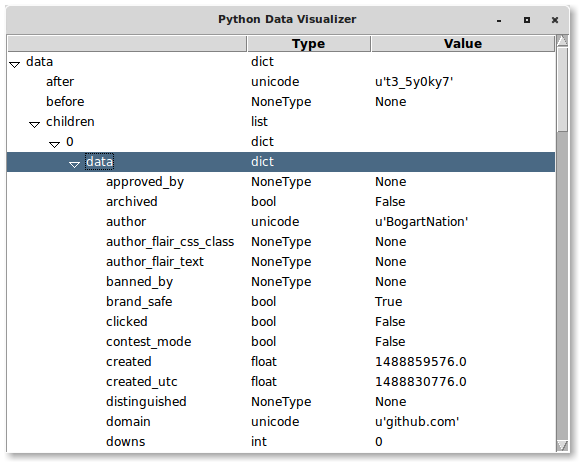 Python Data Visualizer
Type Value
data dict
after unicode u't3_5y0ky7'
before NoneType None
children list
0 dict
data dict
approved_by NoneType None
archived bool False
author unicode u'BogartNation'
author_flair_css_class NoneType None
author_flair_text NoneType None
banned_by NoneType None
brand_safe bool True
clicked bool False
contest_mode bool False
created float 1488859576.0
created_utc float 1488830776.0
distinguished NoneType None
domain unicode u'github.com'
downs int 0